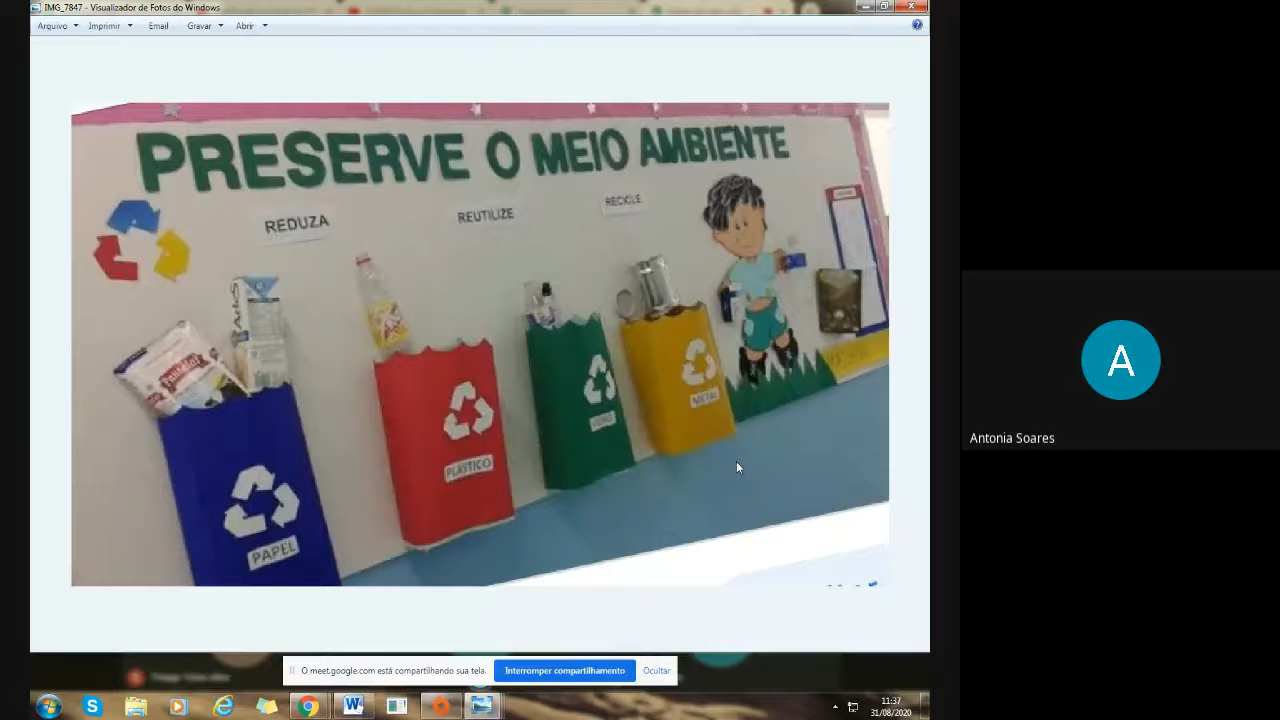 IMG_7847 - Visualizador de Fotos do Windows
Arquivo Imprimir Email Gravar Abrir
PRESERVE O MEIO AMBIENTE
REDUZA
REUTILIZE
RECICLE
PAPEL
PLÁSTICO
VIDRO
METAL
Antonia Soares
A
O meet.google.com está compartilhando sua tela.
Interromper compartilhamento
Ocultar
11:37
31/08/2020